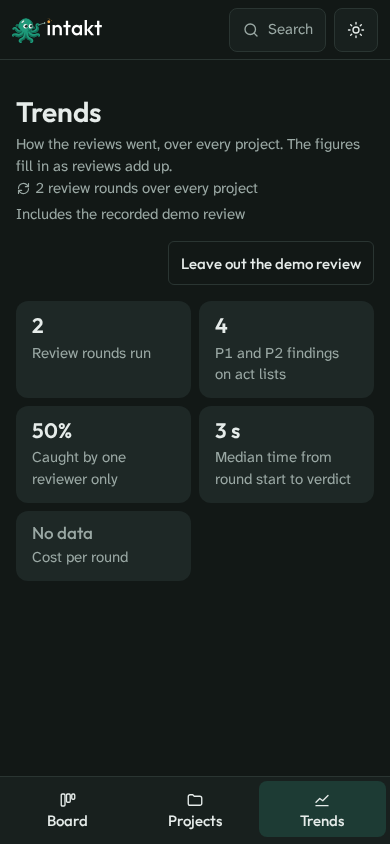 intakt
Search
Trends
How the reviews went, over every project. The figures
fill in as reviews add up.
2 review rounds over every project
Includes the recorded demo review
Leave out the demo review
2
Review rounds run
4
P1 and P2 findings
on act lists
50%
Caught by one
reviewer only
3 s
Median time from
round start to verdict
No data
Cost per round
Board
Projects
Trends